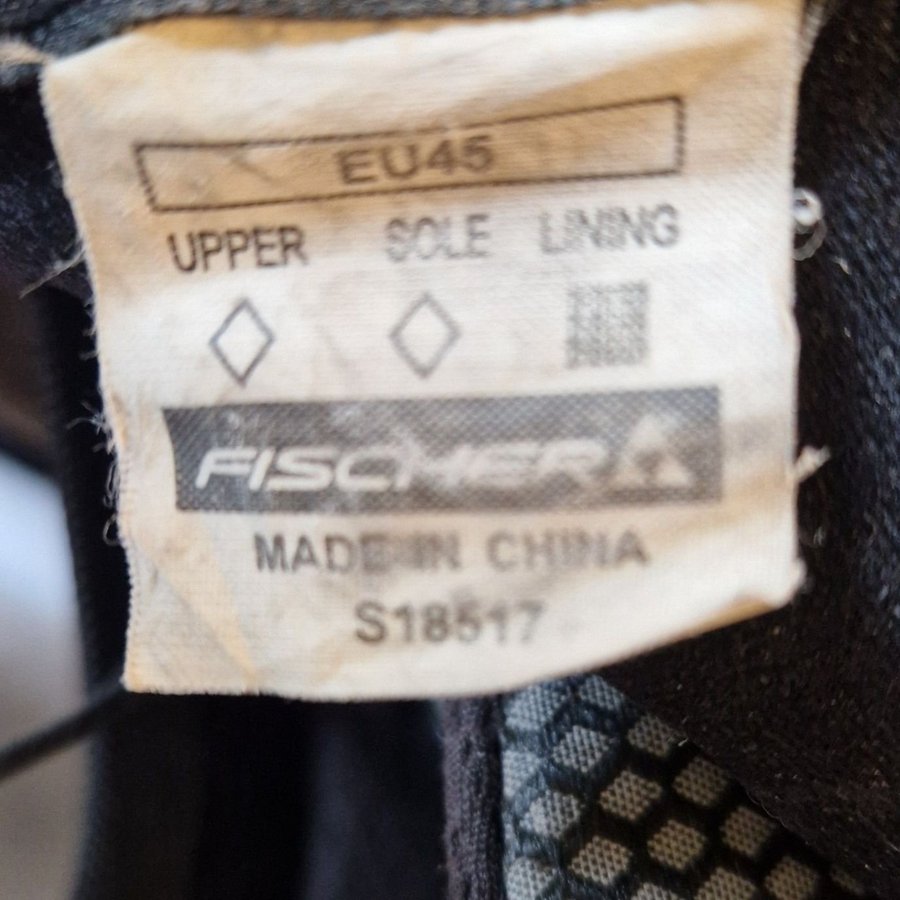 EU45
UPPER SOLE LINING
FISCHER
MADE IN CHINA
S18517